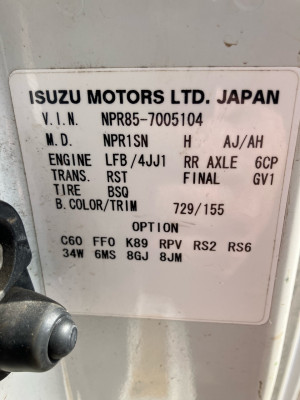 ISUZU MOTORS LTD. JAPAN
V.I.N. NPR85-7005104
M.D. NPR1SN H AJ/AH
ENGINE LFB/4JJ1 RR AXLE 6CP
TRANS. RST FINAL GV1
TIRE BSQ
B.COLOR/TRIM 729/155
OPTION
C60 FF0 K89 RPV RS2 RS6
34W 6MS 8GJ 8JM